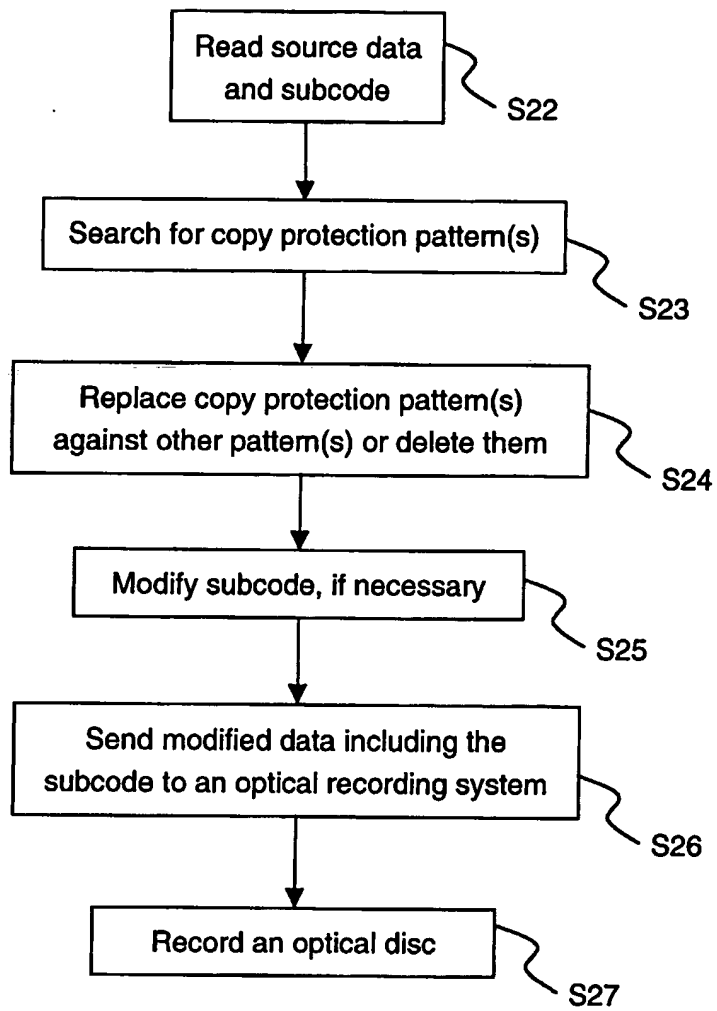 Read source data
and subcode
S22
Search for copy protection pattern(s)
S23
Replace copy protection pattern(s)
against other pattern(s) or delete them
S24
Modify subcode, if necessary
S25
Send modified data including the
subcode to an optical recording system
S26
Record an optical disc
S27